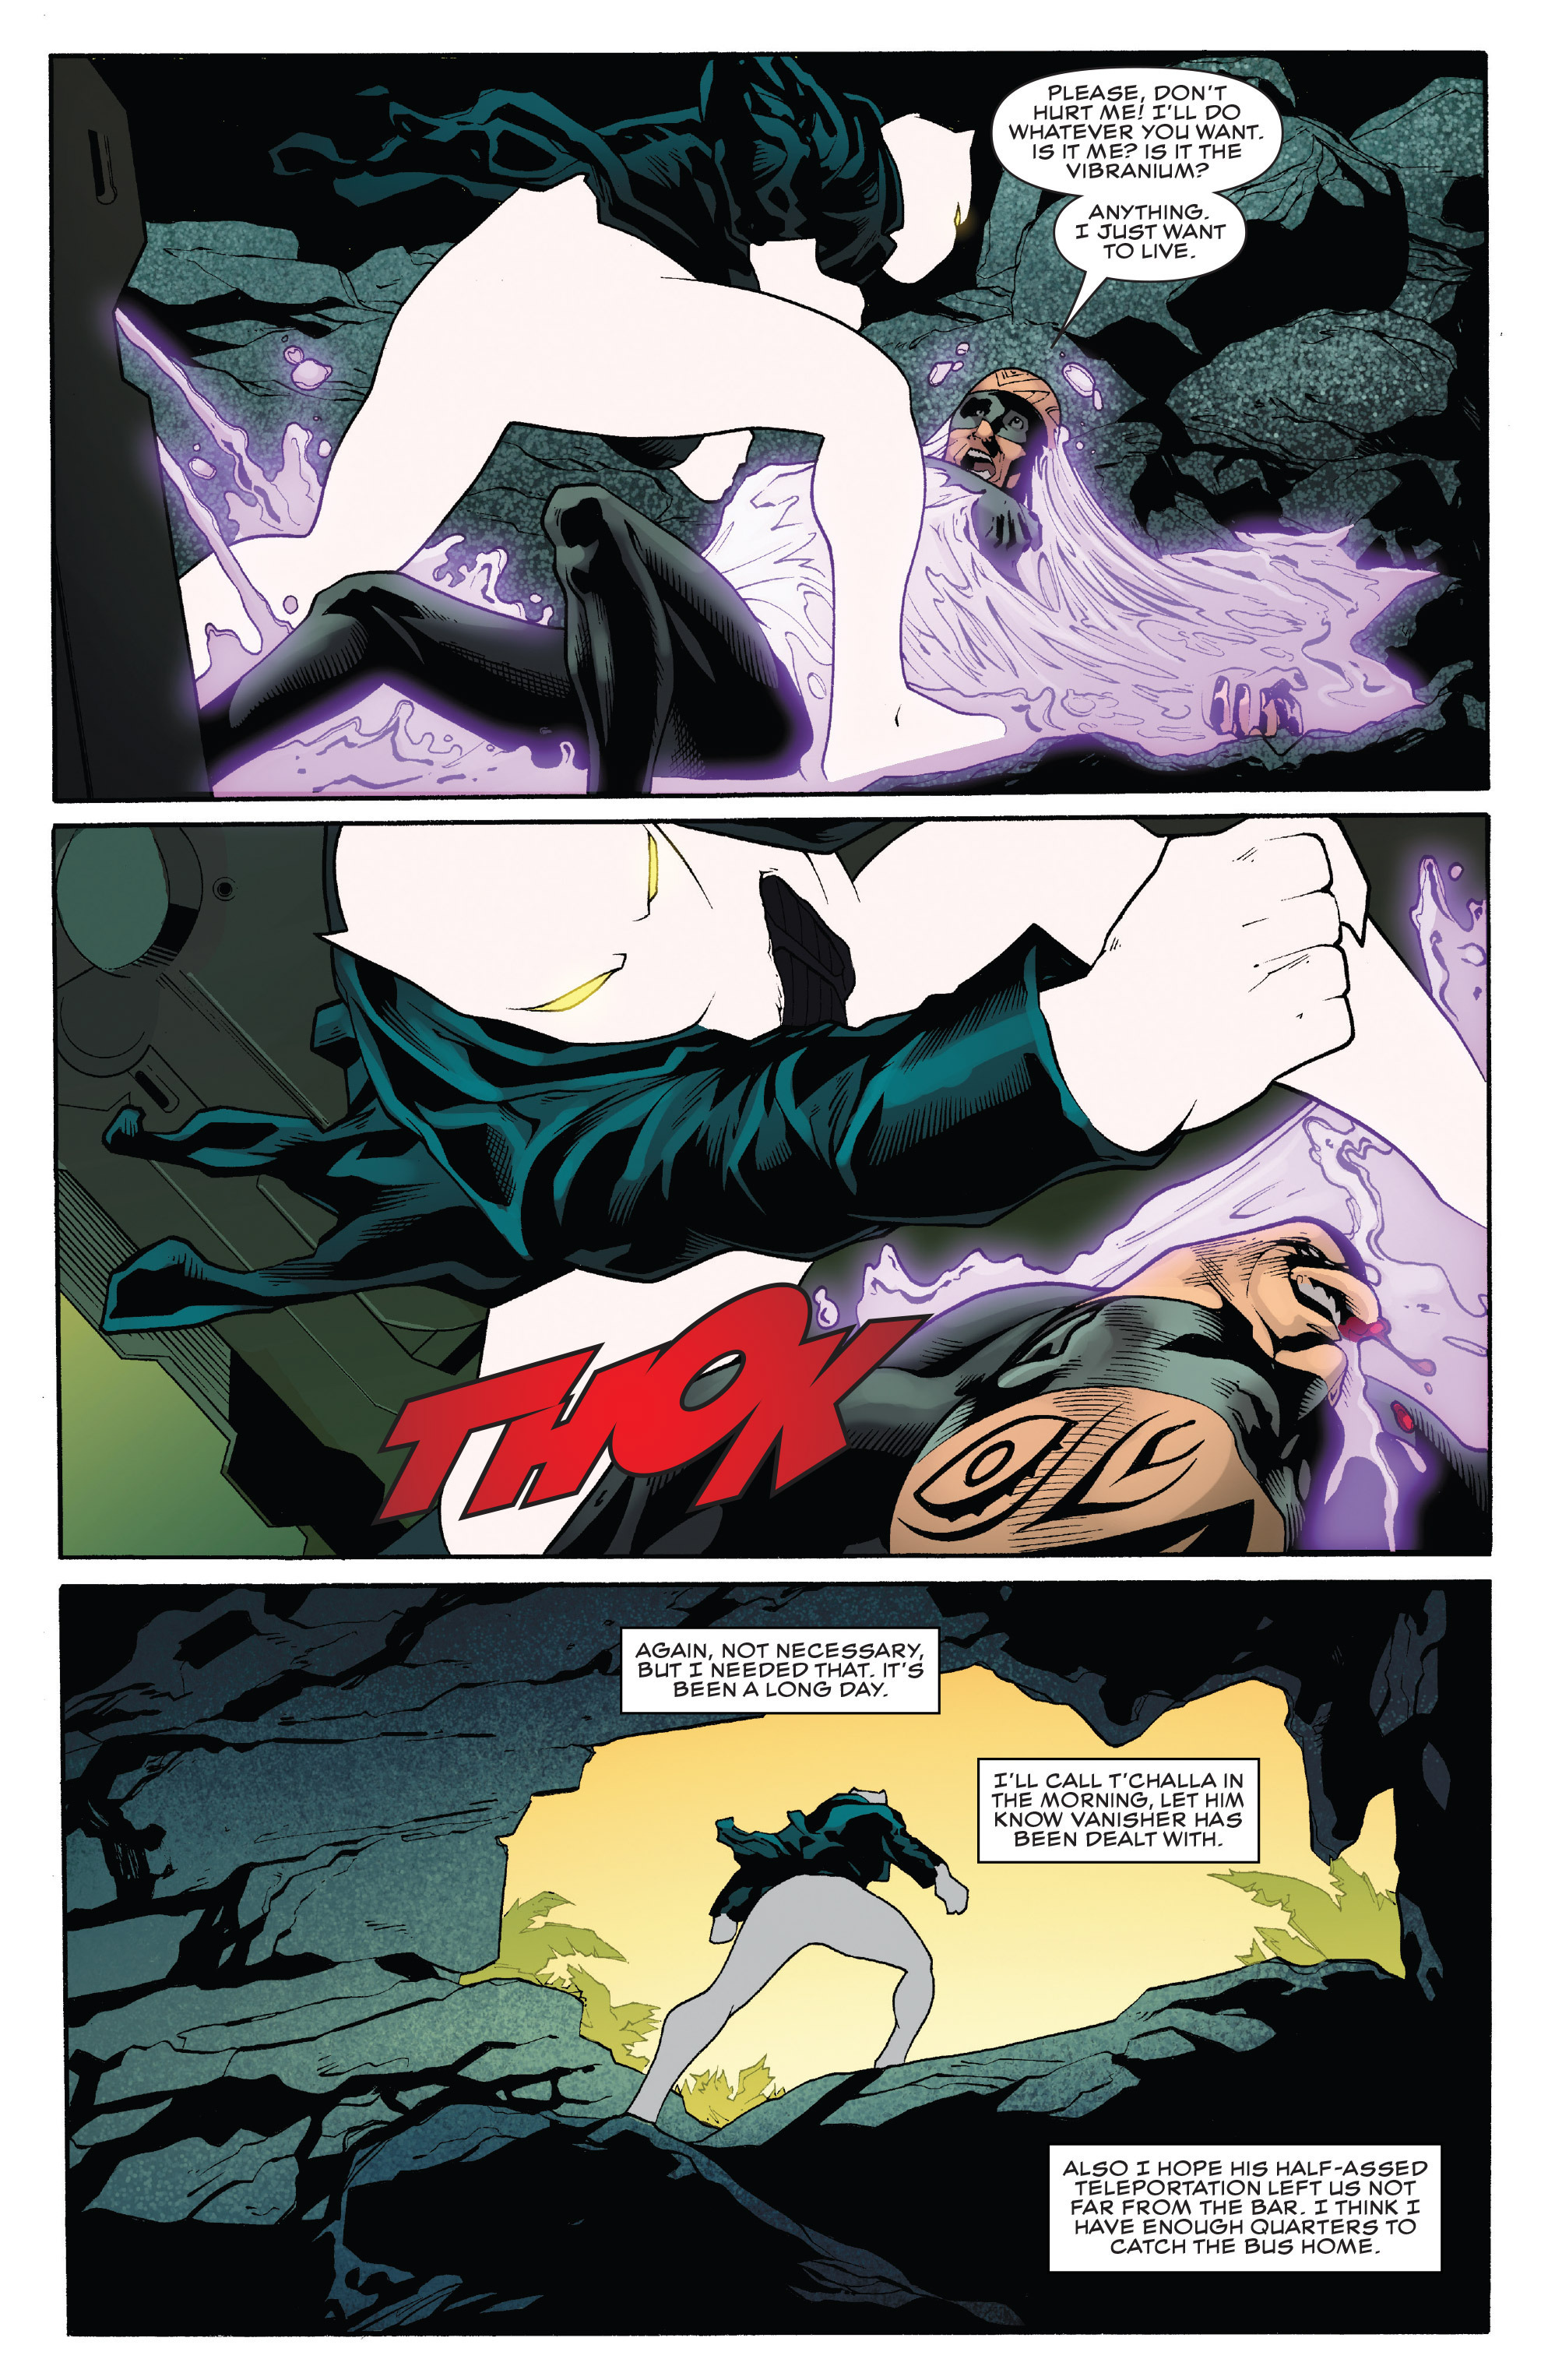 PLEASE, DON'T
HURT ME! I'LL DO
WHATEVER YOU WANT.
IS IT ME? IS IT THE
VIBRANIUM?
ANYTHING.
I JUST WANT
TO LIVE.
THOK
AGAIN, NOT NECESSARY,
BUT I NEEDED THAT. IT'S
BEEN A LONG DAY.
I'LL CALL T'CHALLA IN
THE MORNING, LET HIM
KNOW VANISHER HAS
BEEN DEALT WITH.
ALSO I HOPE HIS HALF-ASSED
TELEPORTATION LEFT US NOT
FAR FROM THE BAR. I THINK I
HAVE ENOUGH QUARTERS TO
CATCH THE BUS HOME.